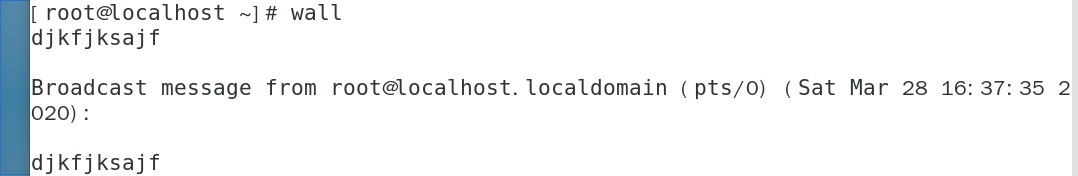 [root@localhost ~]# wall
djkfjksajf
Broadcast message from root@localhost.localdomain (pts/0) (Sat Mar 28 16:37:35 2
020):
djkfjksajf